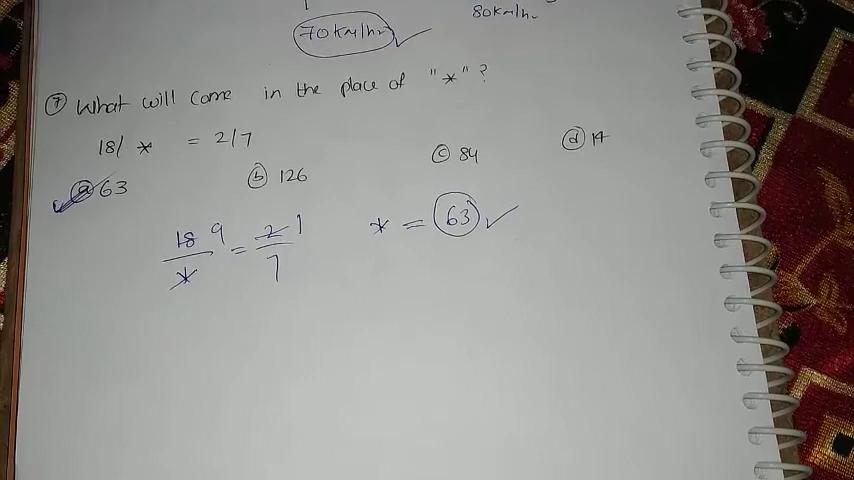 70Km/hr
80Km/hr
7 What will come in the place of "*" ?
18/ * = 2/7
a 63 b 126 c 84 d 14
18 9 / * = 2 1 / 7 * = 63